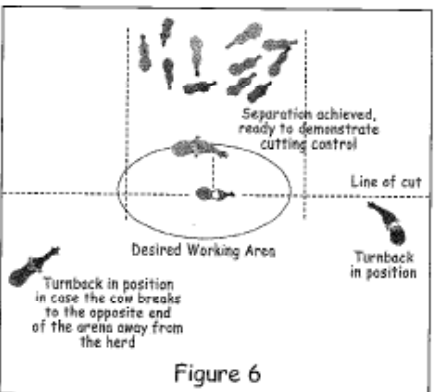 Separation achieved,
ready to demonstrate
cutting control
Line of cut
Desired Working Area
Turnback
in position
Turnback in position
in case the cow breaks
to the opposite end
of the arena away from
the herd
Figure 6